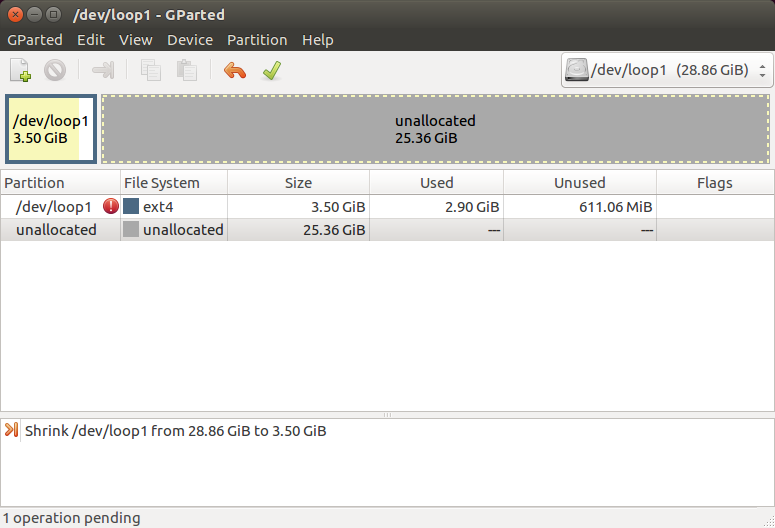 /dev/loop1 - GParted
GParted Edit View Device Partition Help
/dev/loop1 (28.86 GiB)
/dev/loop1
3.50 GiB
unallocated
25.36 GiB
Partition File System Size Used Unused Flags
/dev/loop1 ext4 3.50 GiB 2.90 GiB 611.06 MiB
unallocated unallocated 25.36 GiB --- ---
Shrink /dev/loop1 from 28.86 GiB to 3.50 GiB
1 operation pending